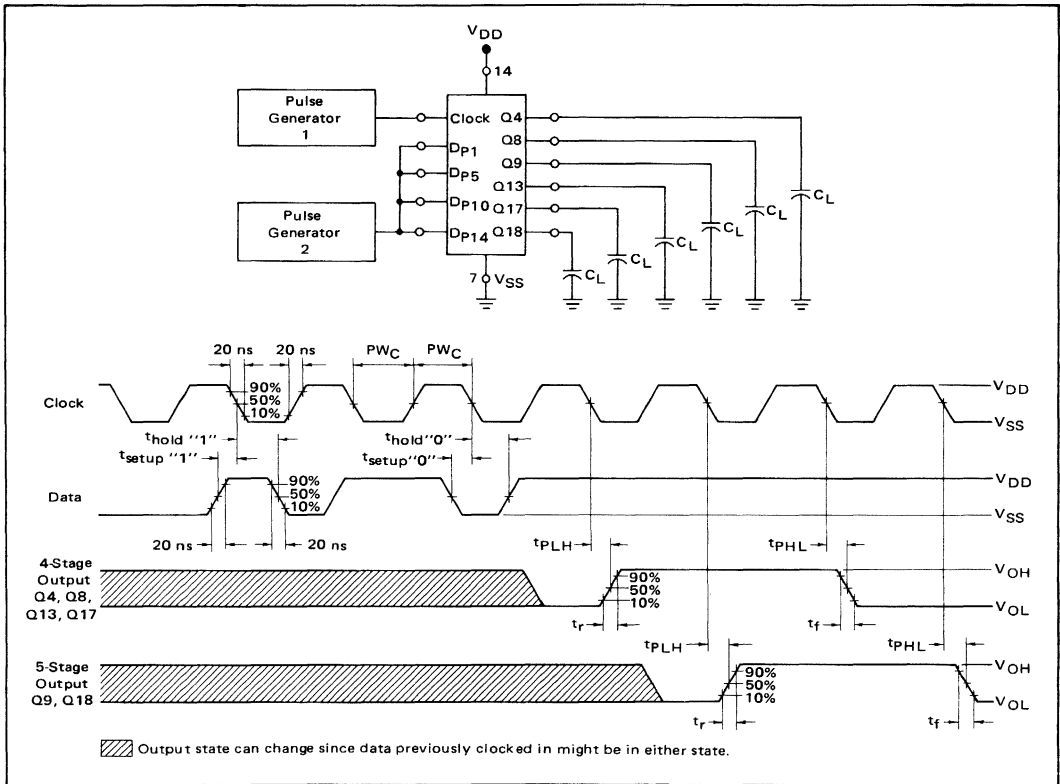 VDD
14
Pulse
Generator
1
Clock
Q4
DP1
Q8
DP5
Q9
DP10
Q13
DP14
Q17
Q18
Pulse
Generator
2
CL
CL
CL
CL
CL
CL
7
VSS
20 ns
20 ns
PWC
PWC
Clock
90%
50%
10%
VDD
VSS
thold "1"
thold "0"
tsetup "1"
tsetup "0"
Data
90%
50%
10%
VDD
VSS
20 ns
20 ns
tPLH
tPHL
4-Stage
Output
Q4, Q8,
Q13, Q17
90%
50%
10%
VOH
VOL
tr
tf
tPLH
tPHL
5-Stage
Output
Q9, Q18
90%
50%
10%
VOH
VOL
tr
tf
Output state can change since data previously clocked in might be in either state.